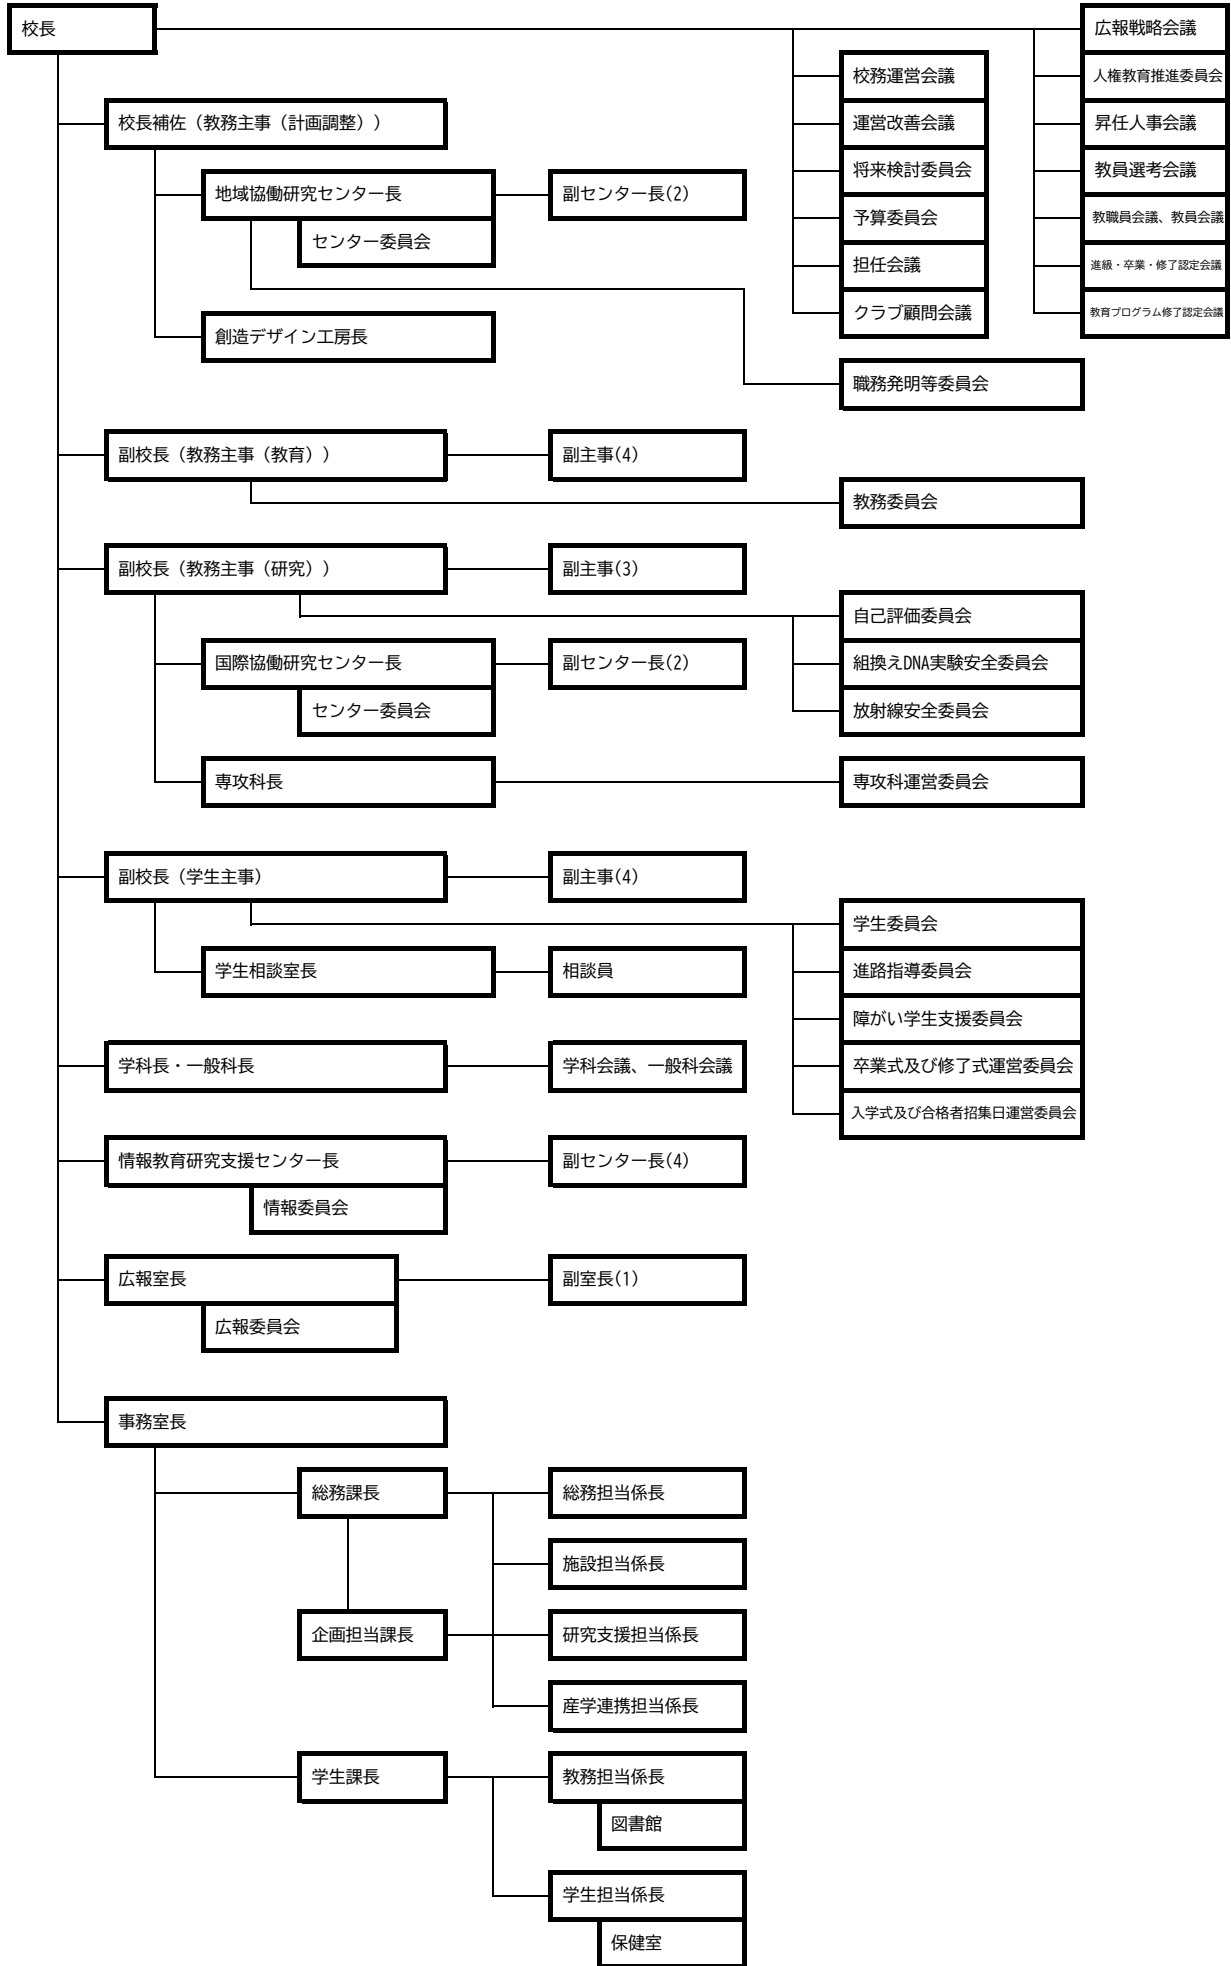 校長
広報戦略会議
校務運営会議
人権教育推進委員会
校長補佐（教務主事（計画調整））
運営改善会議
昇任人事会議
将来検討委員会
教員選考会議
地域協働研究センター長
副センター長(2)
予算委員会
教職員会議、教員会議
センター委員会
担任会議
進級・卒業・修了認定会議
クラブ顧問会議
教育プログラム修了認定会議
創造デザイン工房長
職務発明等委員会
副校長（教務主事（教育））
副主事(4)
教務委員会
副校長（教務主事（研究））
副主事(3)
自己評価委員会
国際協働研究センター長
副センター長(2)
組換えDNA実験安全委員会
センター委員会
放射線安全委員会
専攻科長
専攻科運営委員会
副校長（学生主事）
副主事(4)
学生委員会
学生相談室長
相談員
進路指導委員会
障がい学生支援委員会
学科長・一般科長
学科会議、一般科会議
卒業式及び修了式運営委員会
入学式及び合格者招集日運営委員会
情報教育研究支援センター長
副センター長(4)
情報委員会
広報室長
副室長(1)
広報委員会
事務室長
総務課長
総務担当係長
施設担当係長
企画担当課長
研究支援担当係長
産学連携担当係長
学生課長
教務担当係長
図書館
学生担当係長
保健室